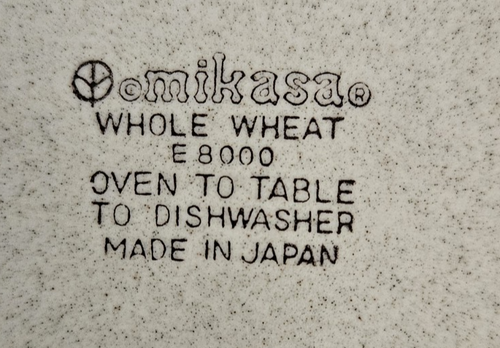 ©mikasa®
WHOLE WHEAT
E 8000
OVEN TO TABLE
TO DISHWASHER
MADE IN JAPAN